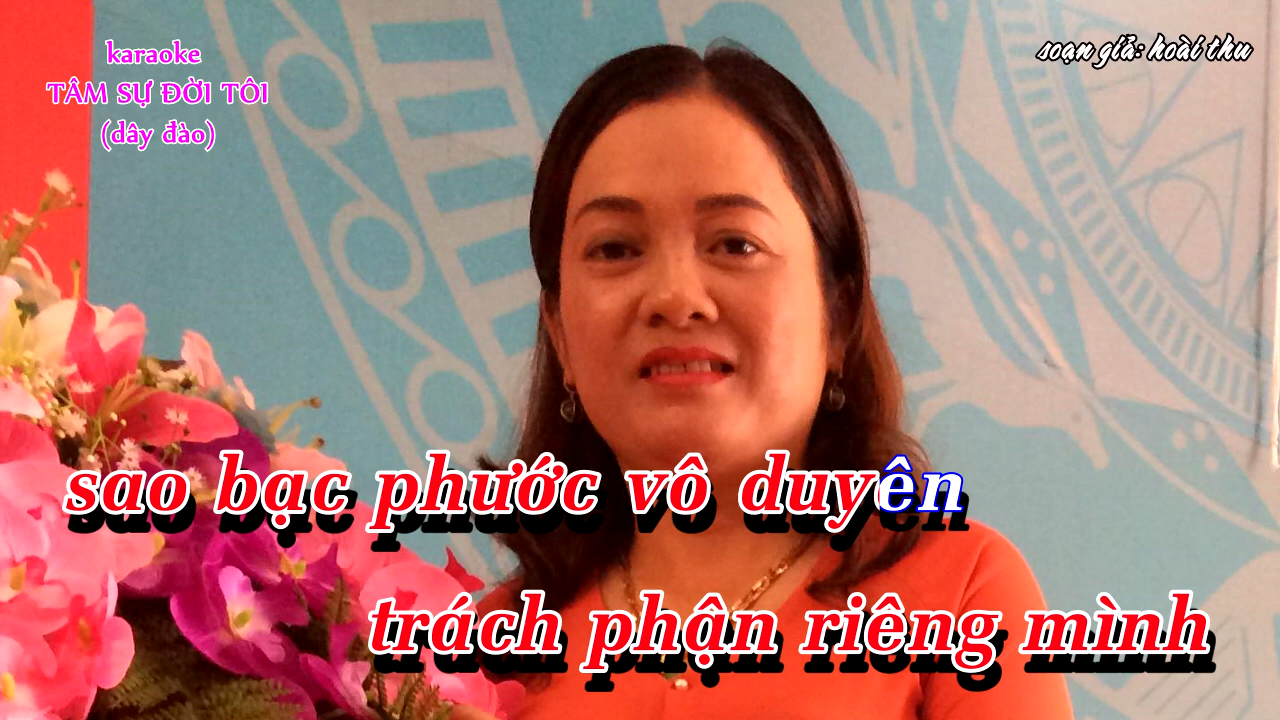 karaoke
TÂM SỰ ĐỜI TÔI
(dây đào)
soạn giả: hoài thu
sao bạc phước vô duyên
trách phận riêng mình